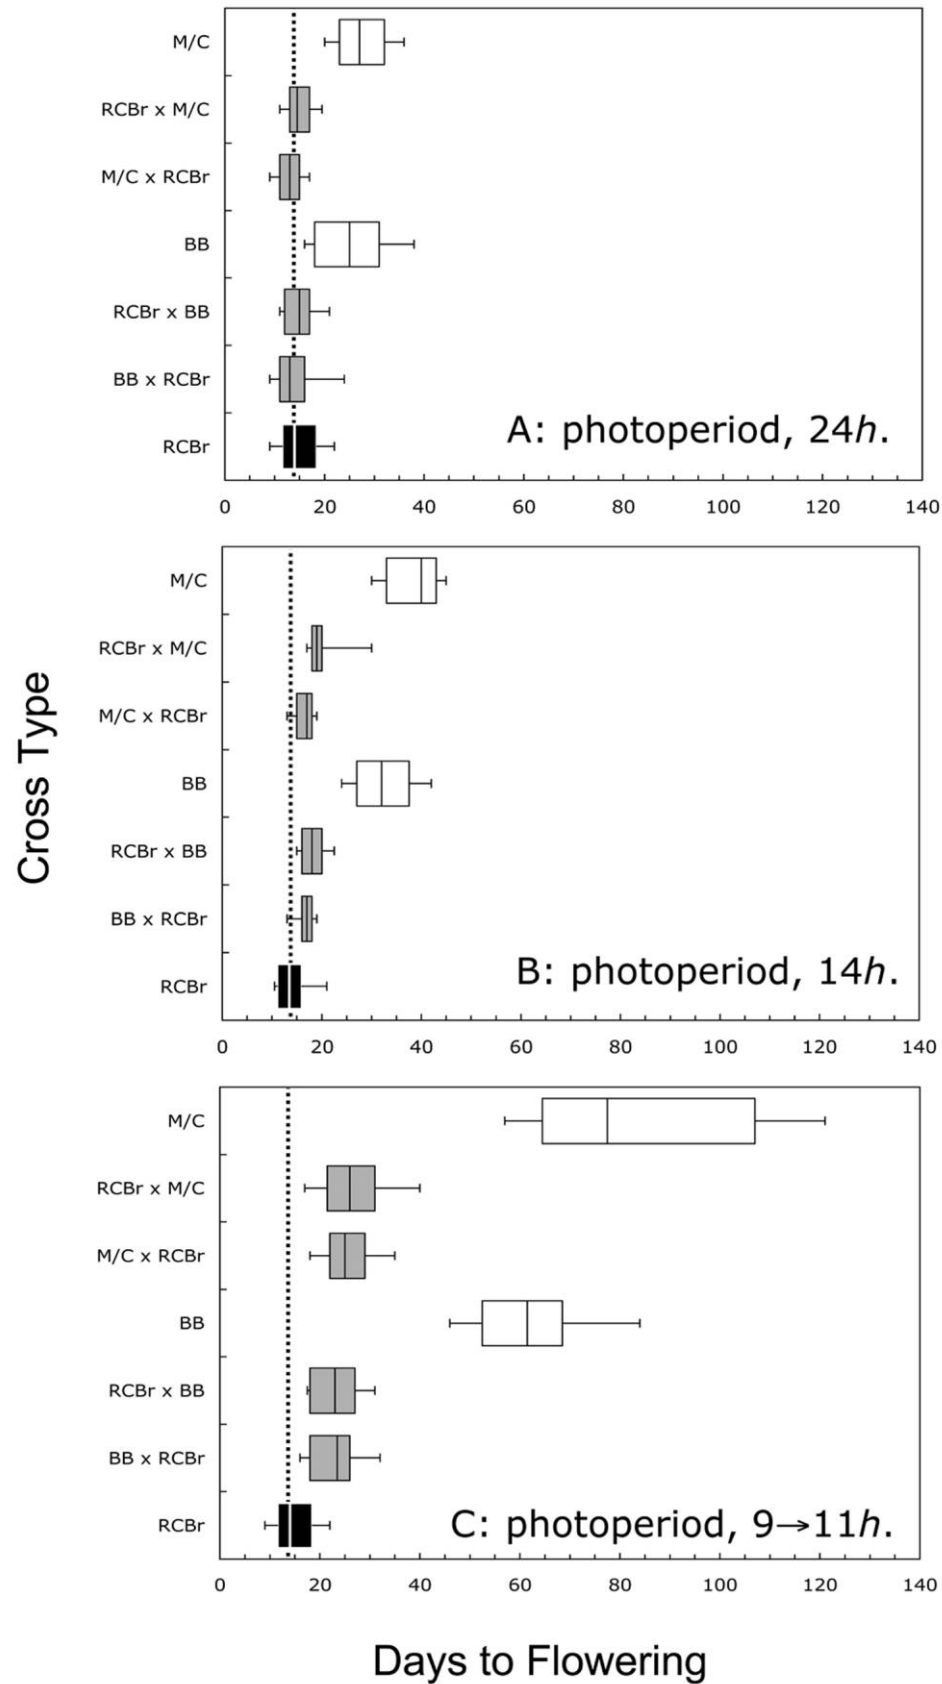 M/C
RCBr x M/C
M/C x RCBr
BB
RCBr x BB
BB x RCBr
RCBr
A: photoperiod, 24h.
0 20 40 60 80 100 120 140
Cross Type
M/C
RCBr x M/C
M/C x RCBr
BB
RCBr x BB
BB x RCBr
RCBr
B: photoperiod, 14h.
0 20 40 60 80 100 120 140
M/C
RCBr x M/C
M/C x RCBr
BB
RCBr x BB
BB x RCBr
RCBr
C: photoperiod, 9→11h.
0 20 40 60 80 100 120 140
Days to Flowering